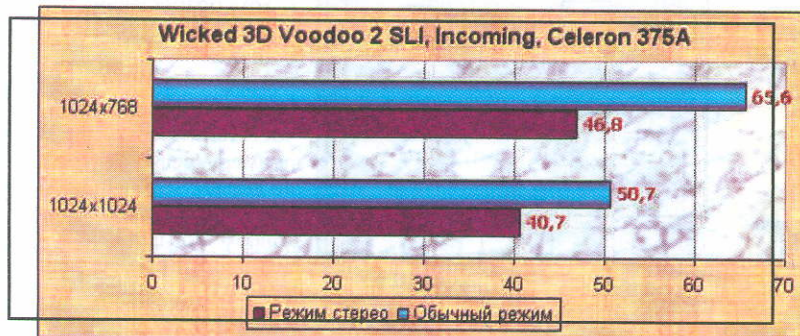 Wicked 3D Voodoo 2 SLI, Incoming, Celeron 375A
1024x768
65,6
46,8
1024x1024
50,7
40,7
0 10 20 30 40 50 60 70
Режим стерео Обычный режим